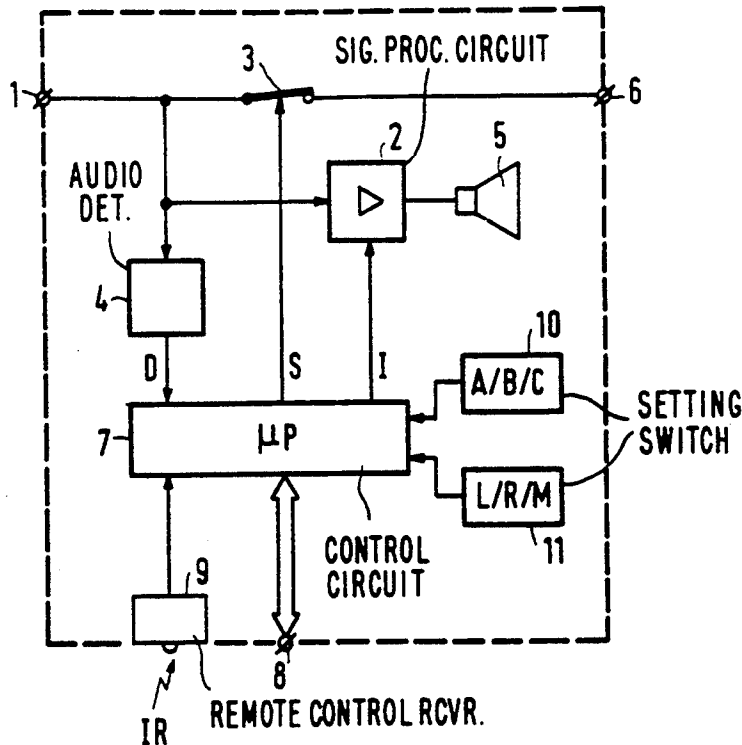 3
SIG. PROC. CIRCUIT
1
6
2
5
AUDIO
DET.
4
D
S
I
10
A/B/C
SETTING
SWITCH
7
μP
L/R/M
11
CONTROL
CIRCUIT
9
8
IR
REMOTE CONTROL RCVR.